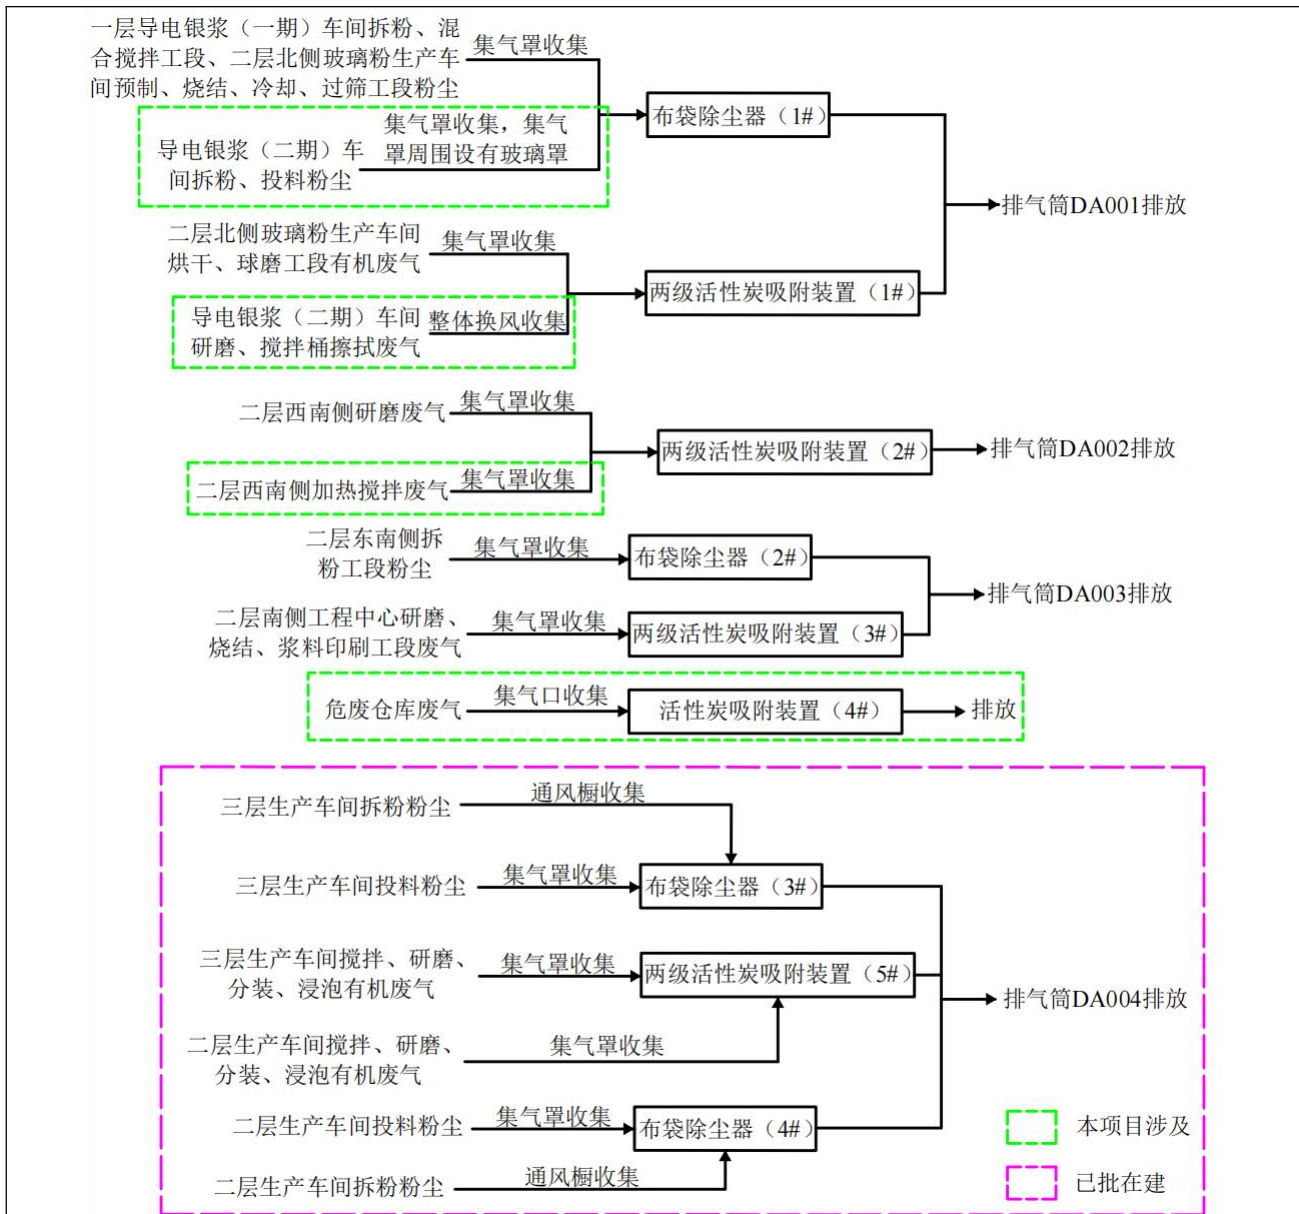 一层导电银浆（一期）车间拆粉、混
合搅拌工段、二层北侧玻璃粉生产车
间预制、烧结、冷却、过筛工段粉尘
集气罩收集
布袋除尘器（1#）
导电银浆（二期）车
间拆粉、投料粉尘
集气罩收集，集气
罩周围设有玻璃罩
排气筒DA001排放
二层北侧玻璃粉生产车间
烘干、球磨工段有机废气
集气罩收集
两级活性炭吸附装置（1#）
导电银浆（二期）车间
研磨、搅拌桶擦拭废气
整体换风收集
二层西南侧研磨废气
集气罩收集
两级活性炭吸附装置（2#）
排气筒DA002排放
二层西南侧加热搅拌废气
集气罩收集
二层东南侧拆
粉工段粉尘
集气罩收集
布袋除尘器（2#）
排气筒DA003排放
二层南侧工程中心研磨、
烧结、浆料印刷工段废气
集气罩收集
两级活性炭吸附装置（3#）
危废仓库废气
集气口收集
活性炭吸附装置（4#）
排放
三层生产车间拆粉粉尘
通风橱收集
三层生产车间投料粉尘
集气罩收集
布袋除尘器（3#）
三层生产车间搅拌、研磨、
分装、浸泡有机废气
集气罩收集
两级活性炭吸附装置（5#）
排气筒DA004排放
二层生产车间搅拌、研磨、
分装、浸泡有机废气
集气罩收集
二层生产车间投料粉尘
集气罩收集
布袋除尘器（4#）
二层生产车间拆粉粉尘
通风橱收集
本项目涉及
已批在建